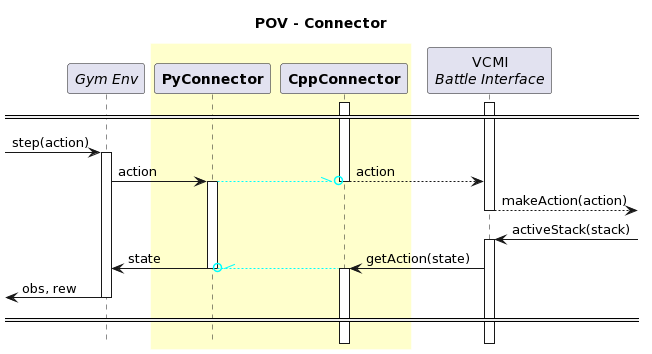 POV - Connector
Gym Env
PyConnector
CppConnector
VCMI
Battle Interface
step(action)
action
action
makeAction(action)
activeStack(stack)
state
getAction(state)
obs, rew